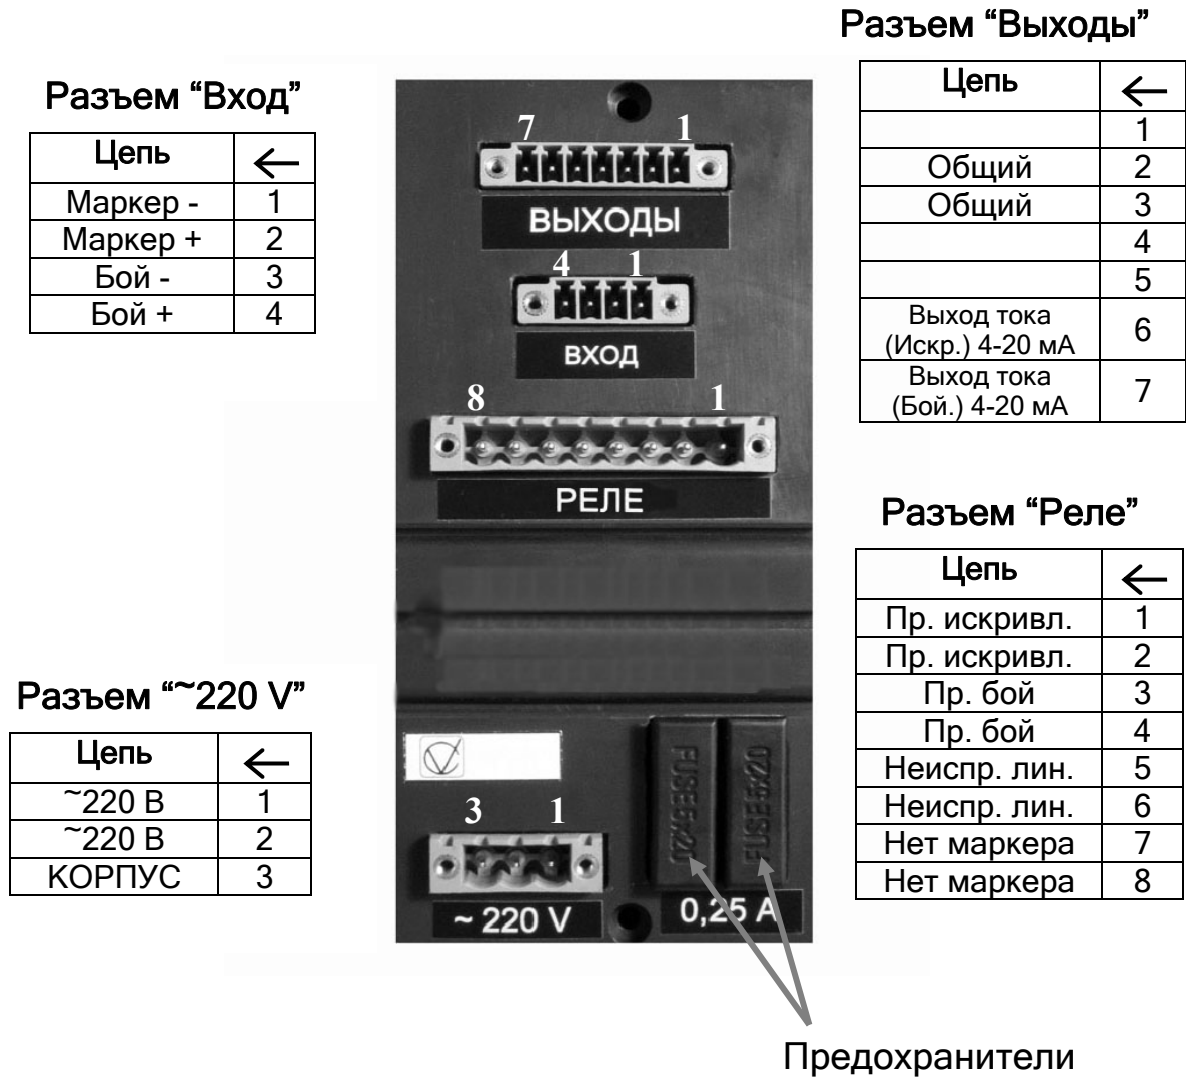 Разъем “Выходы”
Цепь ←
1
Общий 2
Общий 3
4
5
Выход тока
(Искр.) 4-20 мА 6
Выход тока
(Бой.) 4-20 мА 7
Разъем “Вход”
Цепь ←
Маркер - 1
Маркер + 2
Бой - 3
Бой + 4
7 1
ВЫХОДЫ
4 1
ВХОД
8 1
РЕЛЕ
Разъем “Реле”
Цепь ←
Пр. искривл. 1
Пр. искривл. 2
Пр. бой 3
Пр. бой 4
Неиспр. лин. 5
Неиспр. лин. 6
Нет маркера 7
Нет маркера 8
Разъем “~220 V”
Цепь ←
~220 В 1
~220 В 2
КОРПУС 3
3 1
FUSE 5x20
FUSE 5x20
~ 220 V
0,25 A
Предохранители